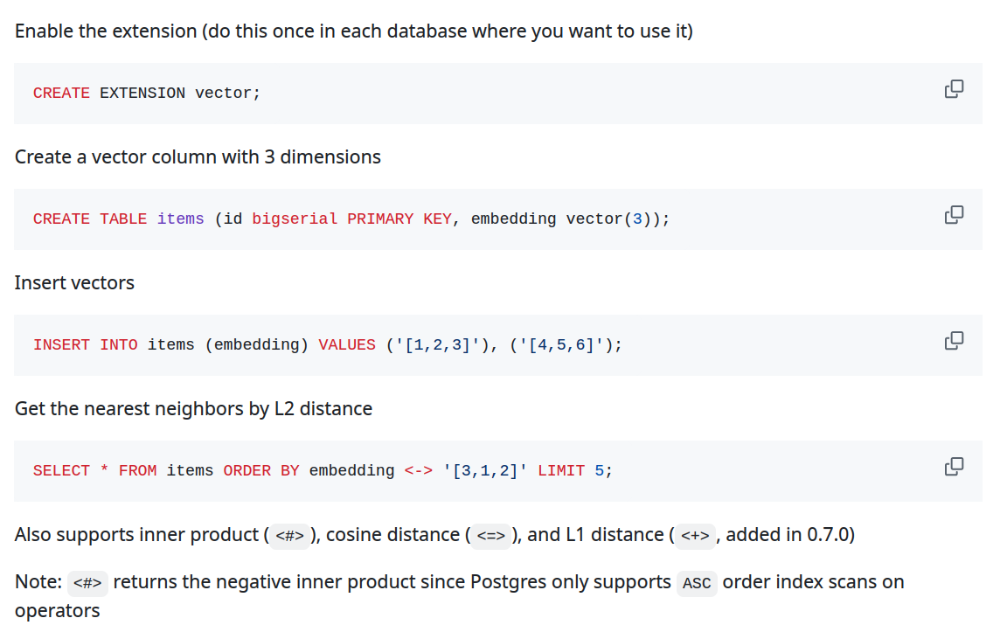 Enable the extension (do this once in each database where you want to use it)
CREATE EXTENSION vector;
Create a vector column with 3 dimensions
CREATE TABLE items (id bigserial PRIMARY KEY, embedding vector(3));
Insert vectors
INSERT INTO items (embedding) VALUES ('[1,2,3]'), ('[4,5,6]');
Get the nearest neighbors by L2 distance
SELECT * FROM items ORDER BY embedding <-> '[3,1,2]' LIMIT 5;
Also supports inner product (<#>), cosine distance (<=>), and L1 distance (<+>, added in 0.7.0)
Note: <#> returns the negative inner product since Postgres only supports ASC order index scans on
operators